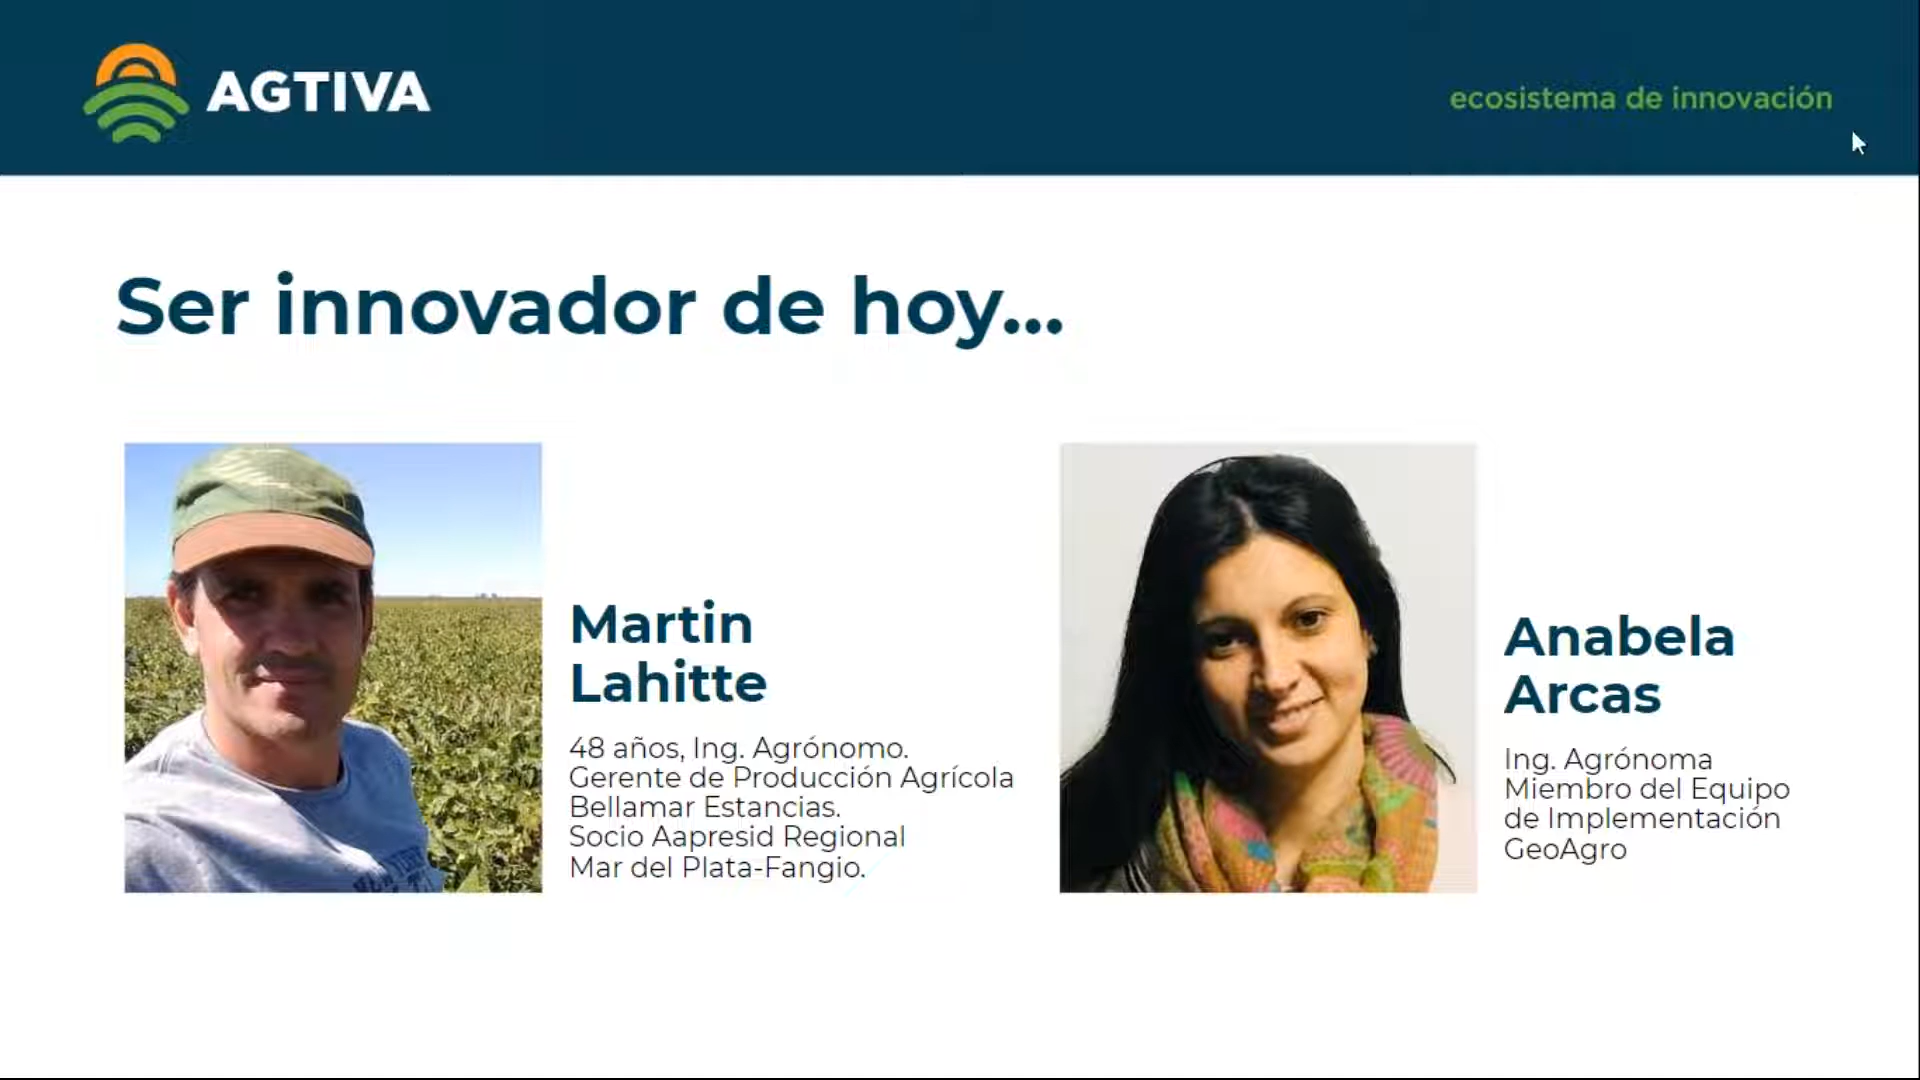 AGTIVA
ecosistema de innovación
Ser innovador de hoy...
Martin
Lahitte
48 años, Ing. Agrónomo.
Gerente de Producción Agrícola
Bellamar Estancias.
Socio Aapresid Regional
Mar del Plata-Fangio.
Anabela
Arcas
Ing. Agrónoma
Miembro del Equipo
de Implementación
GeoAgro